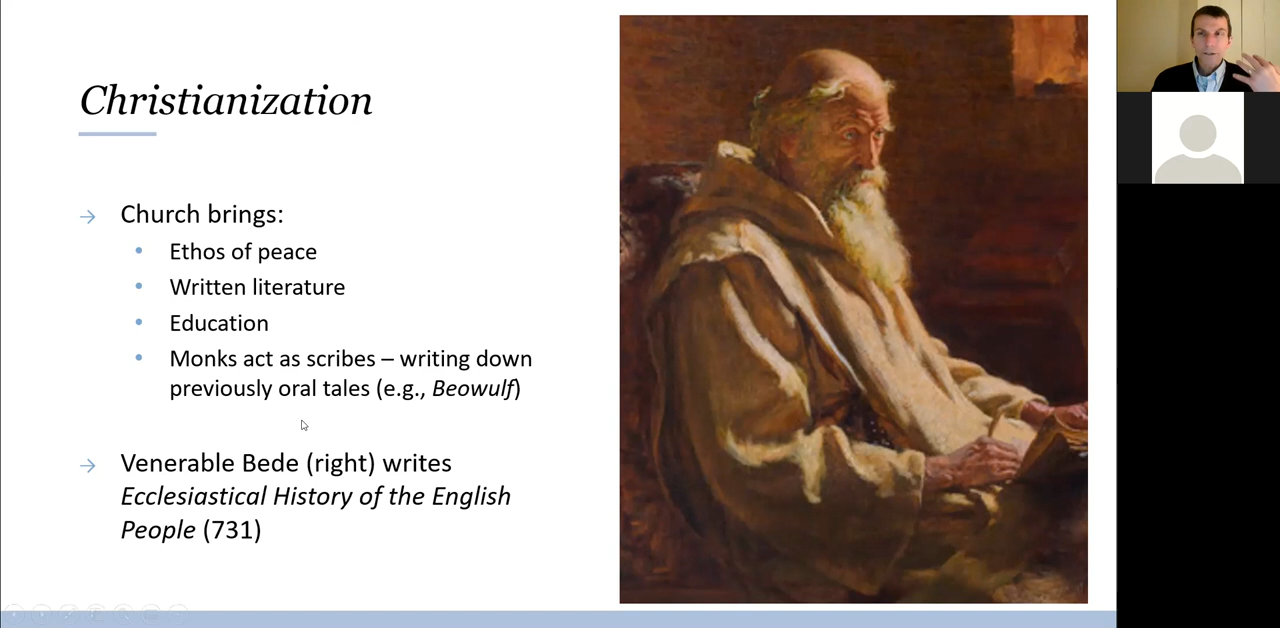 Christianization
Church brings:
Ethos of peace
Written literature
Education
Monks act as scribes – writing down
previously oral tales (e.g., Beowulf)
Venerable Bede (right) writes
Ecclesiastical History of the English
People (731)